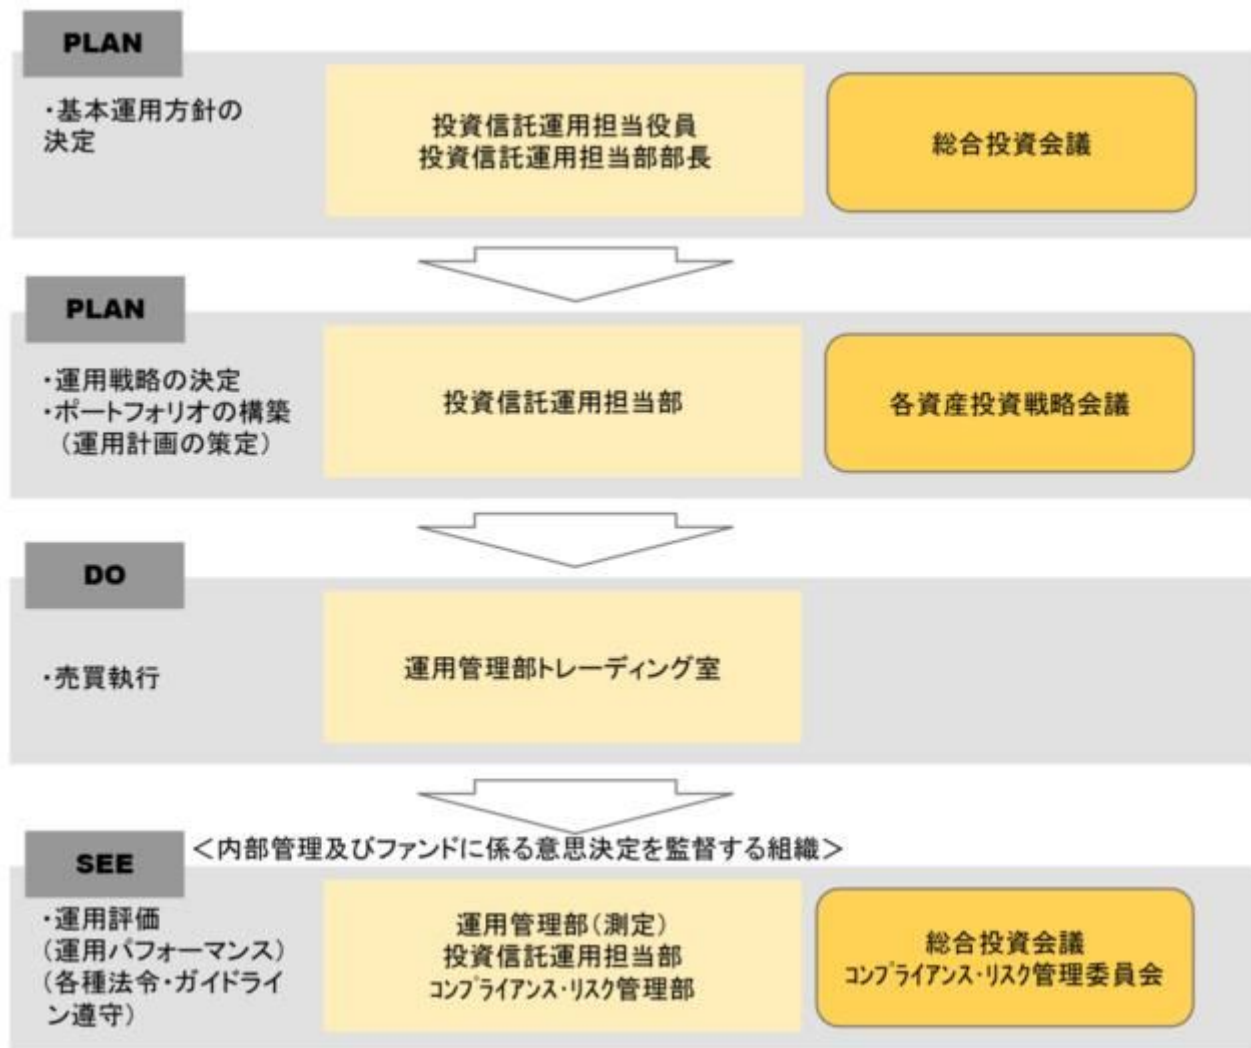 PLAN
・基本運用方針の
決定
投資信託運用担当役員
投資信託運用担当部部長
総合投資会議
PLAN
・運用戦略の決定
・ポートフォリオの構築
（運用計画の策定）
投資信託運用担当部
各資産投資戦略会議
DO
・売買執行
運用管理部トレーディング室
SEE
＜内部管理及びファンドに係る意思決定を監督する組織＞
・運用評価
（運用パフォーマンス）
（各種法令・ガイドライ
ン遵守）
運用管理部（測定）
投資信託運用担当部
ｺﾝﾌﾟﾗｲｱﾝｽ・ﾘｽｸ管理部
総合投資会議
ｺﾝﾌﾟﾗｲｱﾝｽ・ﾘｽｸ管理委員会